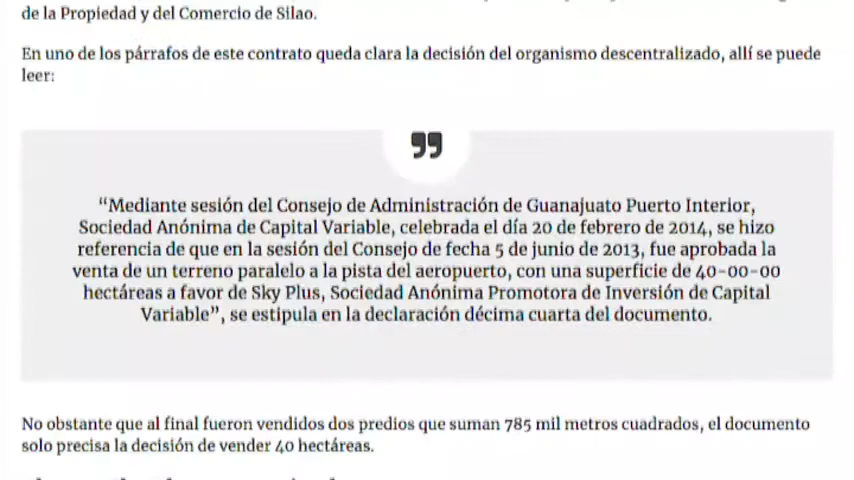 de la Propiedad y del Comercio de Silao.
En uno de los párrafos de este contrato queda clara la decisión del organismo descentralizado, allí se puede
leer:
”
“Mediante sesión del Consejo de Administración de Guanajuato Puerto Interior,
Sociedad Anónima de Capital Variable, celebrada el día 20 de febrero de 2014, se hizo
referencia de que en la sesión del Consejo de fecha 5 de junio de 2013, fue aprobada la
venta de un terreno paralelo a la pista del aeropuerto, con una superficie de 40-00-00
hectáreas a favor de Sky Plus, Sociedad Anónima Promotora de Inversión de Capital
Variable”, se estipula en la declaración décima cuarta del documento.
No obstante que al final fueron vendidos dos predios que suman 785 mil metros cuadrados, el documento
solo precisa la decisión de vender 40 hectáreas.